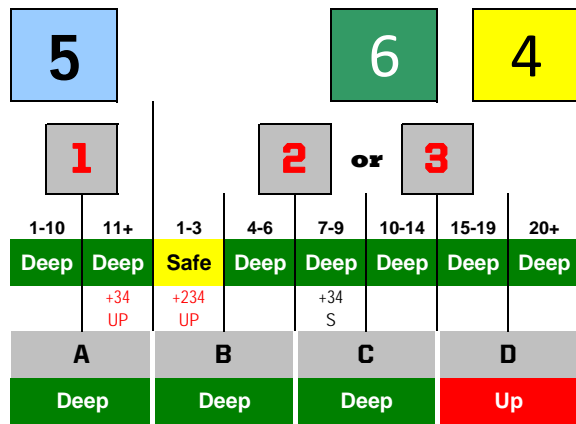 5 6 4
1 2 or 3
1-10 11+ 1-3 4-6 7-9 10-14 15-19 20+
Deep Deep Safe Deep Deep Deep Deep Deep
+34 +234 +34
UP UP S
A B C D
Deep Deep Deep Up